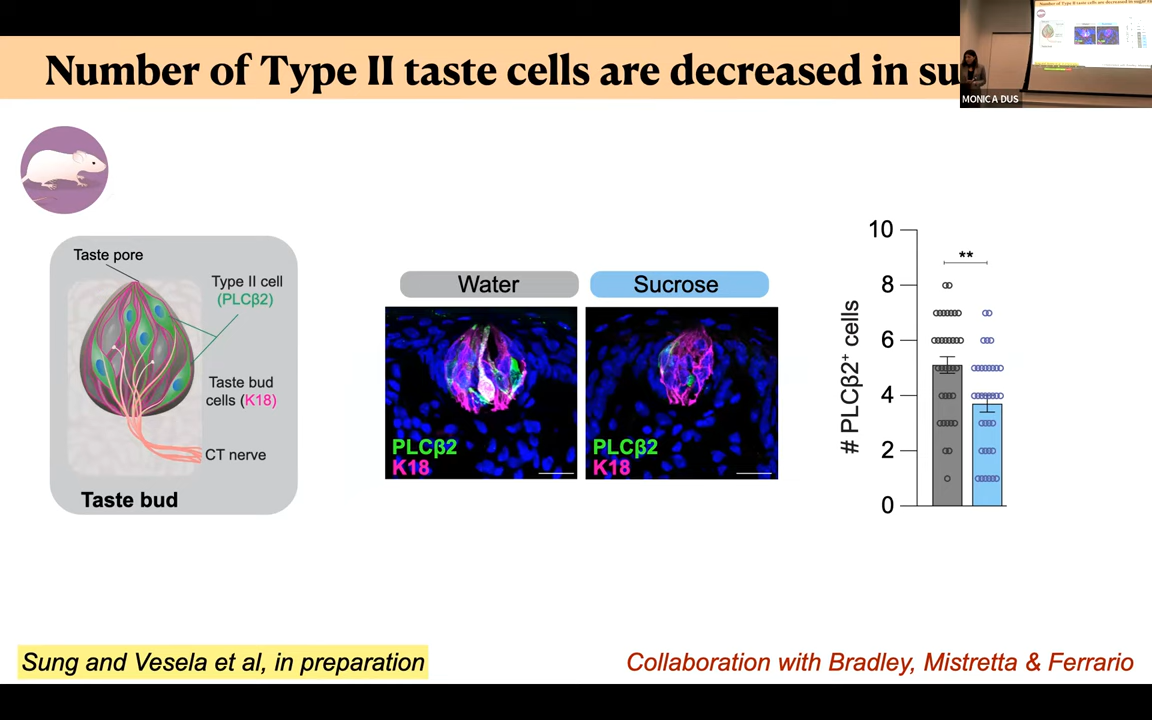 Number of Type II taste cells are decreased in su
MONICA DUS
Taste pore
Type II cell
(PLCβ2)
Taste bud
cells (K18)
CT nerve
Taste bud
Water
Sucrose
PLCβ2
K18
PLCβ2
K18
# PLCβ2⁺ cells
10
8
6
4
2
0
**
Sung and Vesela et al, in preparation
Collaboration with Bradley, Mistretta & Ferrario